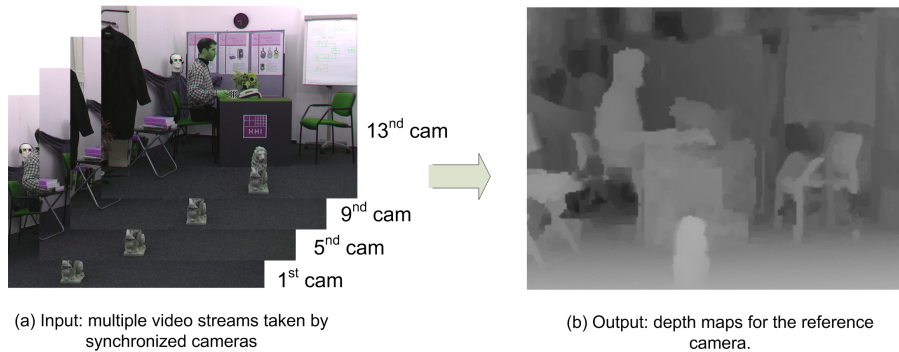 HHI
13nd cam
9nd cam
5nd cam
1st cam
(a) Input: multiple video streams taken by
synchronized cameras
(b) Output: depth maps for the reference
camera.